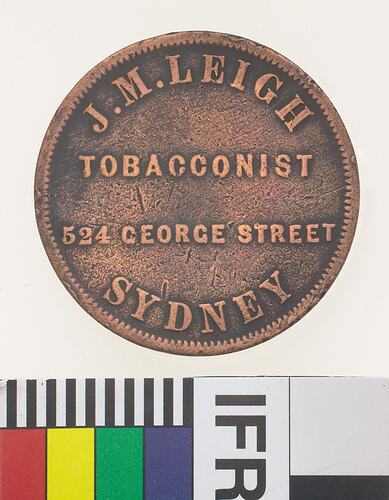 J.M.LEIGH
TOBACCONIST
524 GEORGE STREET
SYDNEY
IFR